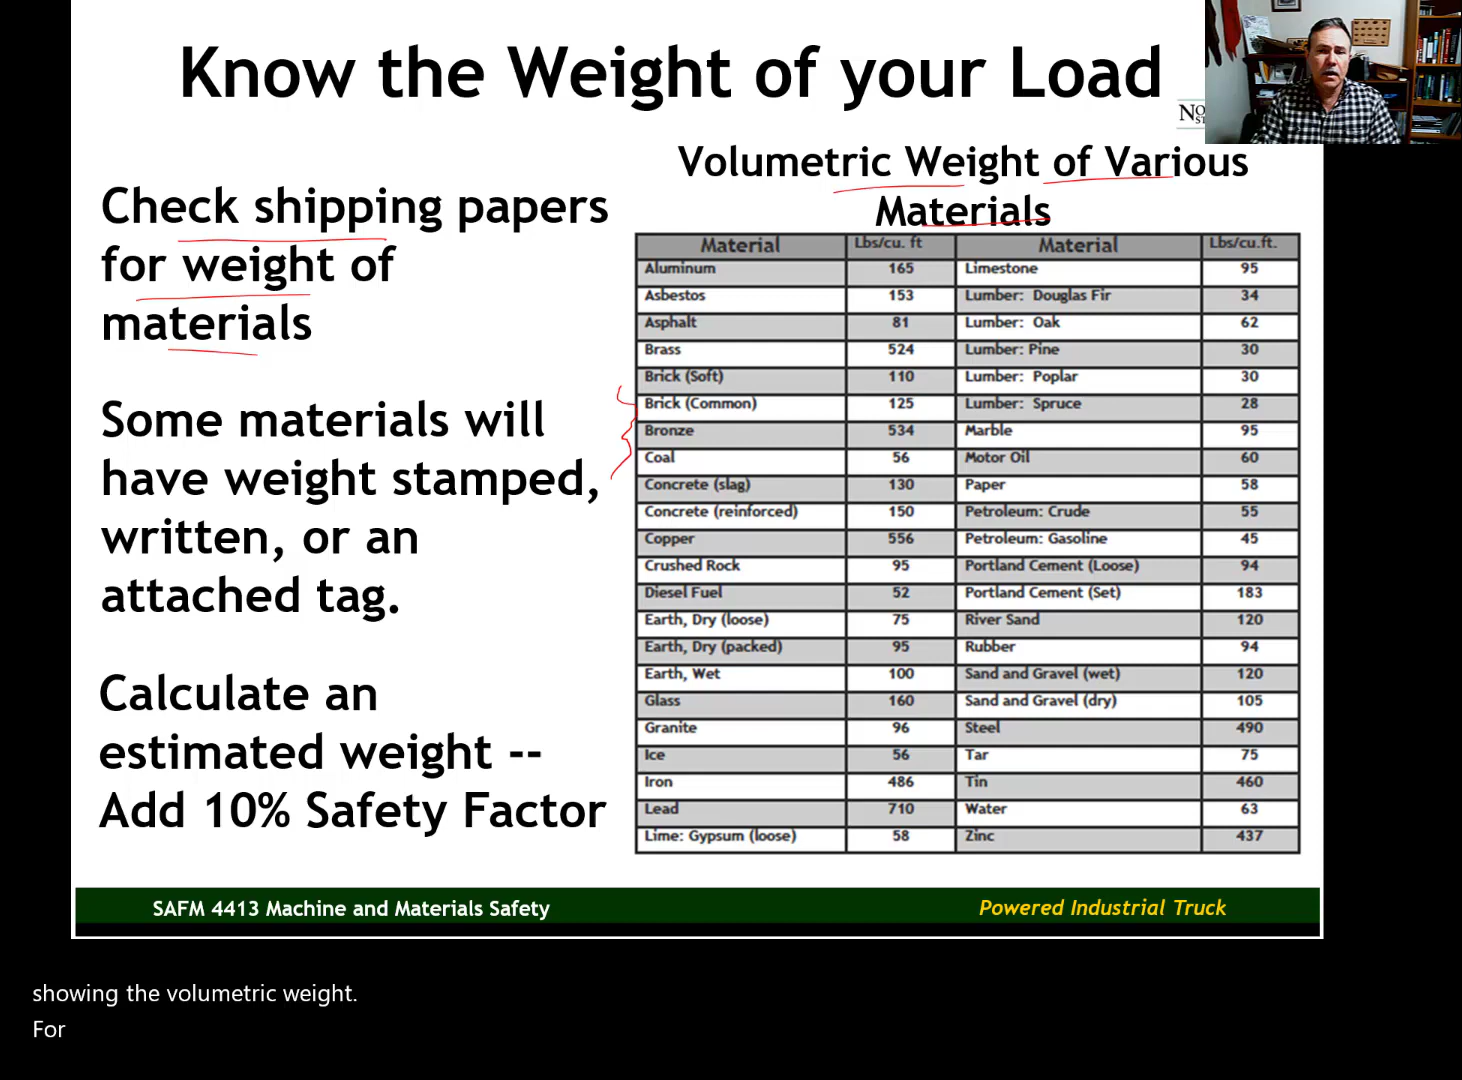 Know the Weight of your Load
Check shipping papers
for weight of
materials
Some materials will
have weight stamped,
written, or an
attached tag.
Calculate an
estimated weight --
Add 10% Safety Factor
Volumetric Weight of Various
Materials
Material Lbs/cu. ft Material Lbs/cu.ft.
Aluminum 165 Limestone 95
Asbestos 153 Lumber: Douglas Fir 34
Asphalt 81 Lumber: Oak 62
Brass 524 Lumber: Pine 30
Brick (Soft) 110 Lumber: Poplar 30
Brick (Common) 125 Lumber: Spruce 28
Bronze 534 Marble 95
Coal 56 Motor Oil 60
Concrete (slag) 130 Paper 58
Concrete (reinforced) 150 Petroleum: Crude 55
Copper 556 Petroleum: Gasoline 45
Crushed Rock 95 Portland Cement (Loose) 94
Diesel Fuel 52 Portland Cement (Set) 183
Earth, Dry (loose) 75 River Sand 120
Earth, Dry (packed) 95 Rubber 94
Earth, Wet 100 Sand and Gravel (wet) 120
Glass 160 Sand and Gravel (dry) 105
Granite 96 Steel 490
Ice 56 Tar 75
Iron 486 Tin 460
Lead 710 Water 63
Lime: Gypsum (loose) 58 Zinc 437
SAFM 4413 Machine and Materials Safety
Powered Industrial Truck
showing the volumetric weight.
For